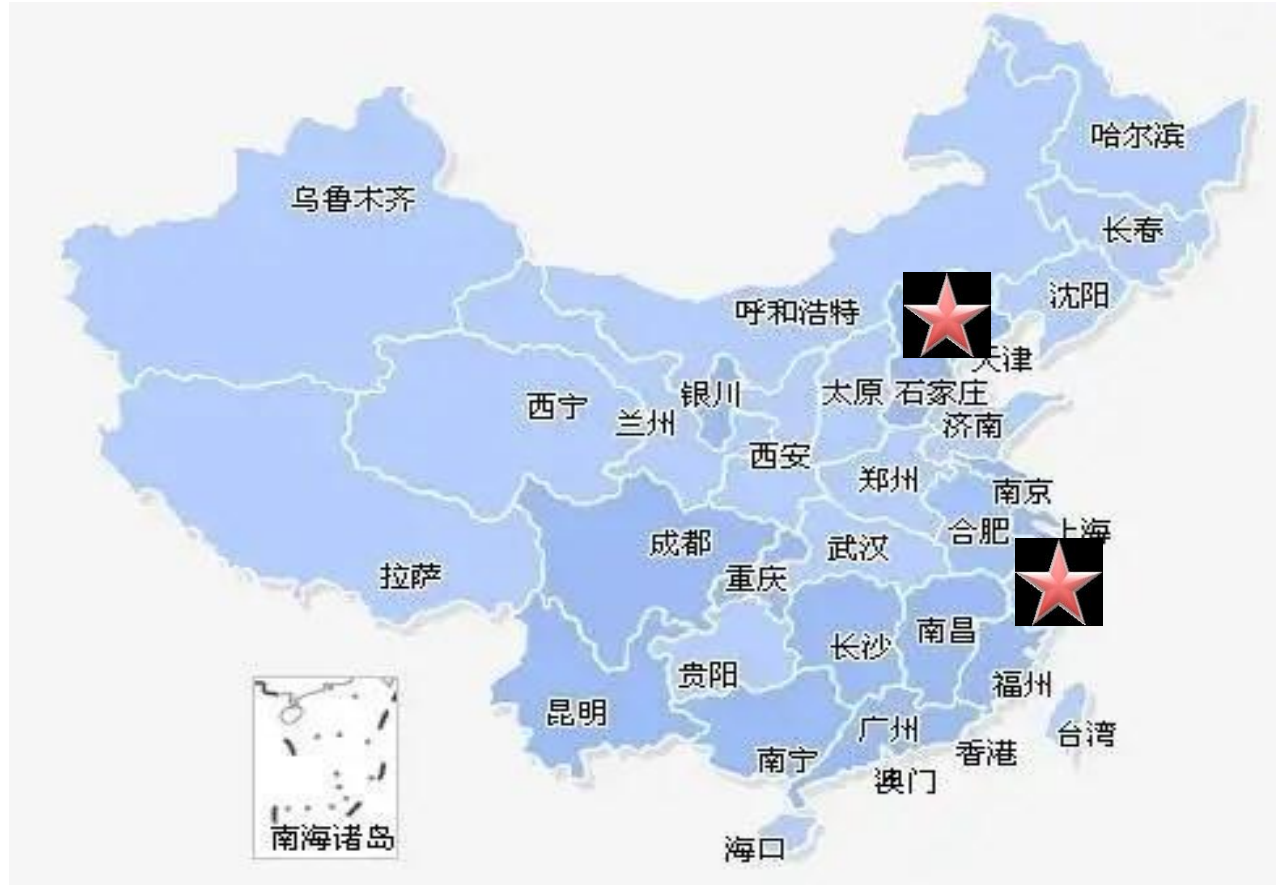 哈尔滨
乌鲁木齐
长春
沈阳
呼和浩特
天津
银川
太原
石家庄
西宁
兰州
济南
西安
郑州
南京
合肥
上海
成都
武汉
拉萨
重庆
南昌
长沙
贵阳
福州
昆明
广州
台湾
南宁
香港
澳门
南海诸岛
海口